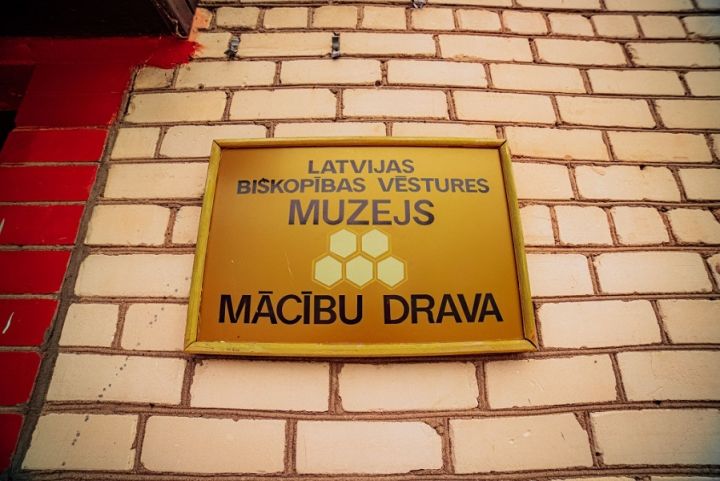 LATVIJAS
BIŠKOPĪBAS VĒSTURES
MUZEJS
MĀCĪBU DRAVA